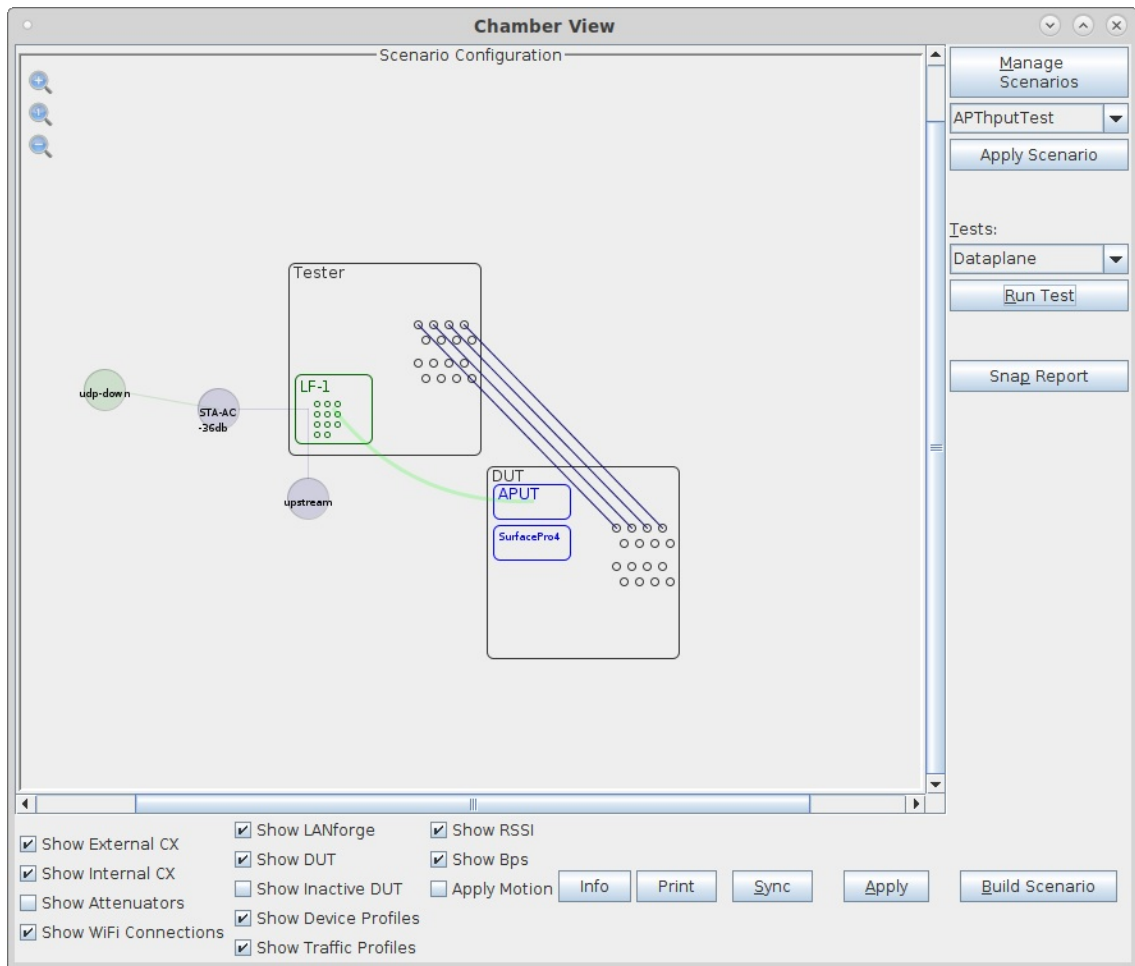 Chamber View
Scenario Configuration
Manage
Scenarios
APThputTest
Apply Scenario
Tests:
Dataplane
Run Test
Snap Report
Tester
LF-1
udp-down
STA-AC
-36db
upstream
DUT
APUT
SurfacePro4
Show External CX
Show Internal CX
Show Attenuators
Show WiFi Connections
Show LANforge
Show DUT
Show Inactive DUT
Show Device Profiles
Show Traffic Profiles
Show RSSI
Show Bps
Apply Motion
Info
Print
Sync
Apply
Build Scenario